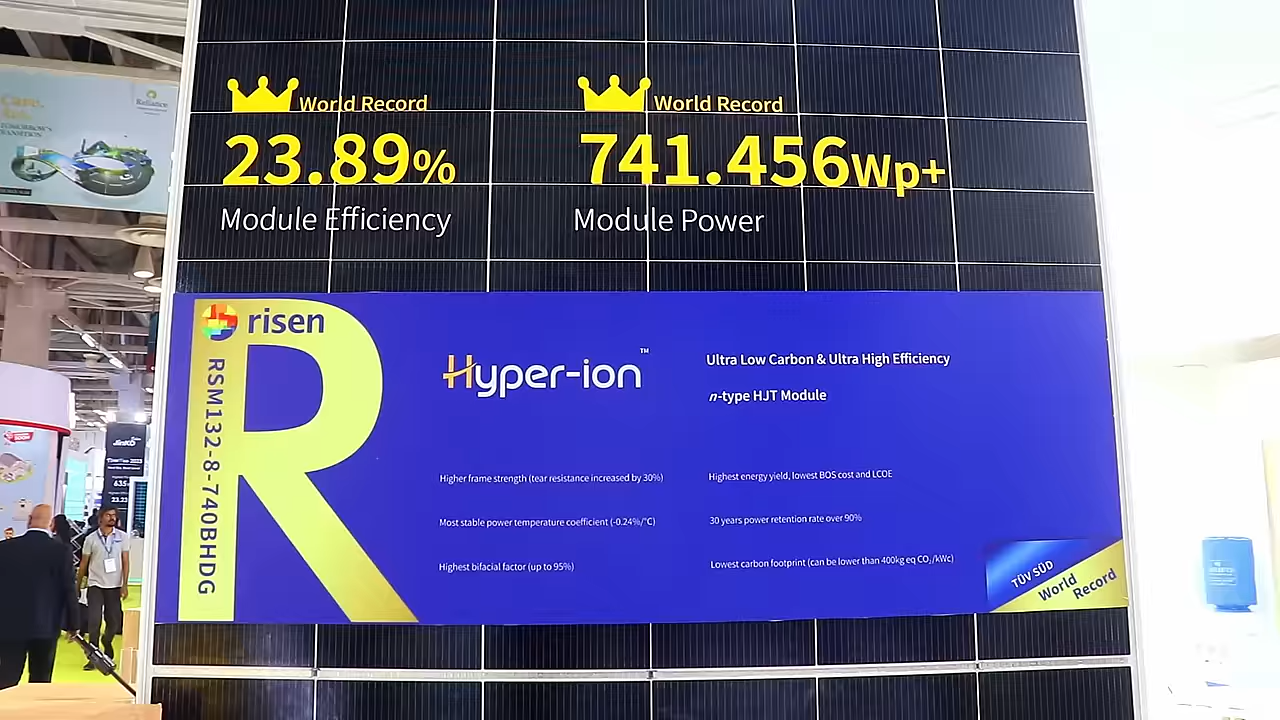 World Record
23.89%
Module Efficiency
World Record
741.456Wp+
Module Power
risen
RSM132-8-740BHDG
R
Hyper-ion™
Ultra Low Carbon & Ultra High Efficiency
n-type HJT Module
Higher frame strength (tear resistance increased by 30%)
Most stable power temperature coefficient (-0.24%/°C)
Highest bifacial factor (up to 95%)
Highest energy yield, lowest BOS cost and LCOE
30 years power retention rate over 90%
Lowest carbon footprint (can be lower than 400kg eq CO₂/kWc)
TÜV SÜD
World
Record
Reliance
TOMORROW'S
Jinko